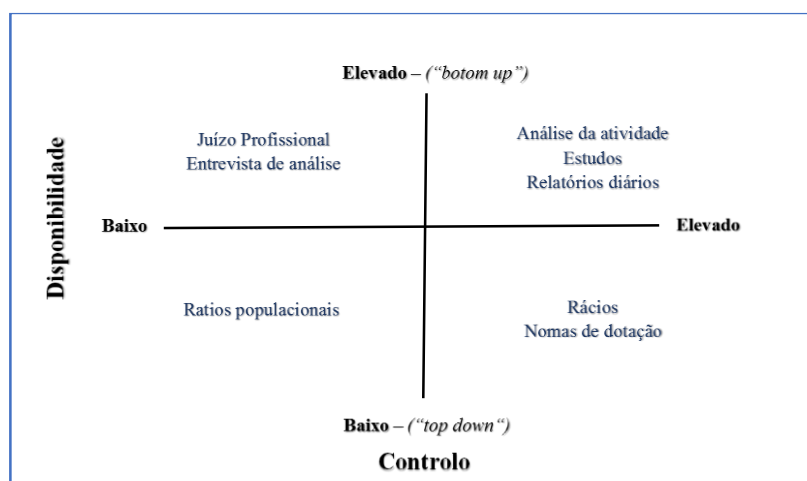 Elevado – (“botom up”)
Disponibilidade
Juízo Profissional
Entrevista de análise
Análise da atividade
Estudos
Relatórios diários
Baixo
Elevado
Ratios populacionais
Rácios
Nomas de dotação
Baixo – (“top down“)
Controlo